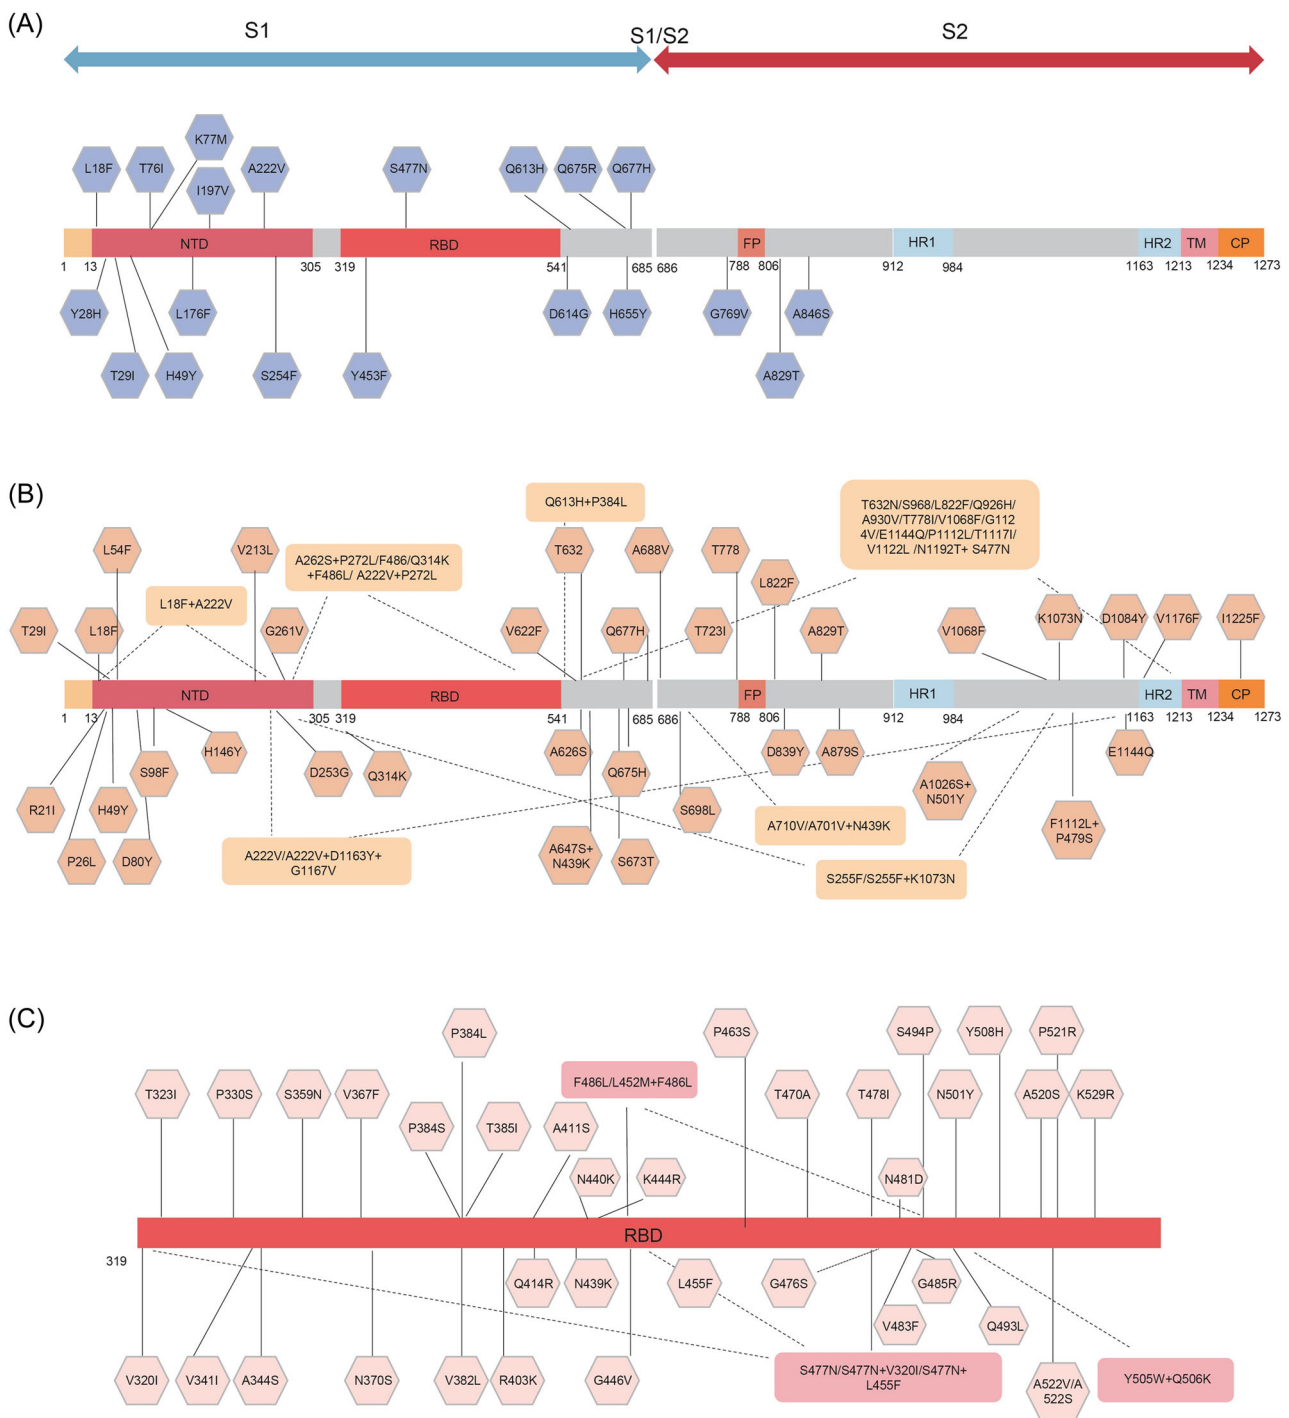 (A)
S1
S1/S2
S2
K77M
L18F
T76I
A222V
S477N
Q613H
Q675R
Q677H
I197V
NTD
RBD
FP
HR1
HR2
TM
CP
1
13
305
319
541
685
686
788
806
912
984
1163
1213
1234
1273
Y28H
L176F
D614G
H655Y
G769V
A846S
T29I
H49Y
S254F
Y453F
A829T
(B)
Q613H+P384L
T632N/S968/L822F/Q926H/
A930V/T778I/V1068F/G112
4V/E1144Q/P1112L/T1117I/
V1122L /N1192T+ S477N
L54F
V213L
A262S+P272L/F486/Q314K
+F486L/ A222V+P272L
T632
A688V
T778
L822F
L18F+A222V
T29I
L18F
G261V
V622F
Q677H
T723I
A829T
V1068F
K1073N
D1084Y
V1176F
I1225F
NTD
RBD
FP
HR1
HR2
TM
CP
1
13
305
319
541
685
686
788
806
912
984
1163
1213
1234
1273
H146Y
A626S
D839Y
A879S
E1144Q
S98F
D253G
Q314K
Q675H
A1026S+
N501Y
R21I
H49Y
S698L
A710V/A701V+N439K
F1112L+
P479S
P26L
D80Y
A222V/A222V+D1163Y+
G1167V
A647S+
N439K
S673T
S255F/S255F+K1073N
(C)
P384L
P463S
S494P
Y508H
P521R
F486L/L452M+F486L
T323I
P330S
S359N
V367F
T470A
T478I
N501Y
A520S
K529R
P384S
T385I
A411S
N440K
K444R
N481D
RBD
319
Q414R
N439K
L455F
G476S
G485R
V483F
Q493L
V320I
V341I
A344S
N370S
V382L
R403K
G446V
S477N/S477N+V320I/S477N+
L455F
A522V/A
522S
Y505W+Q506K